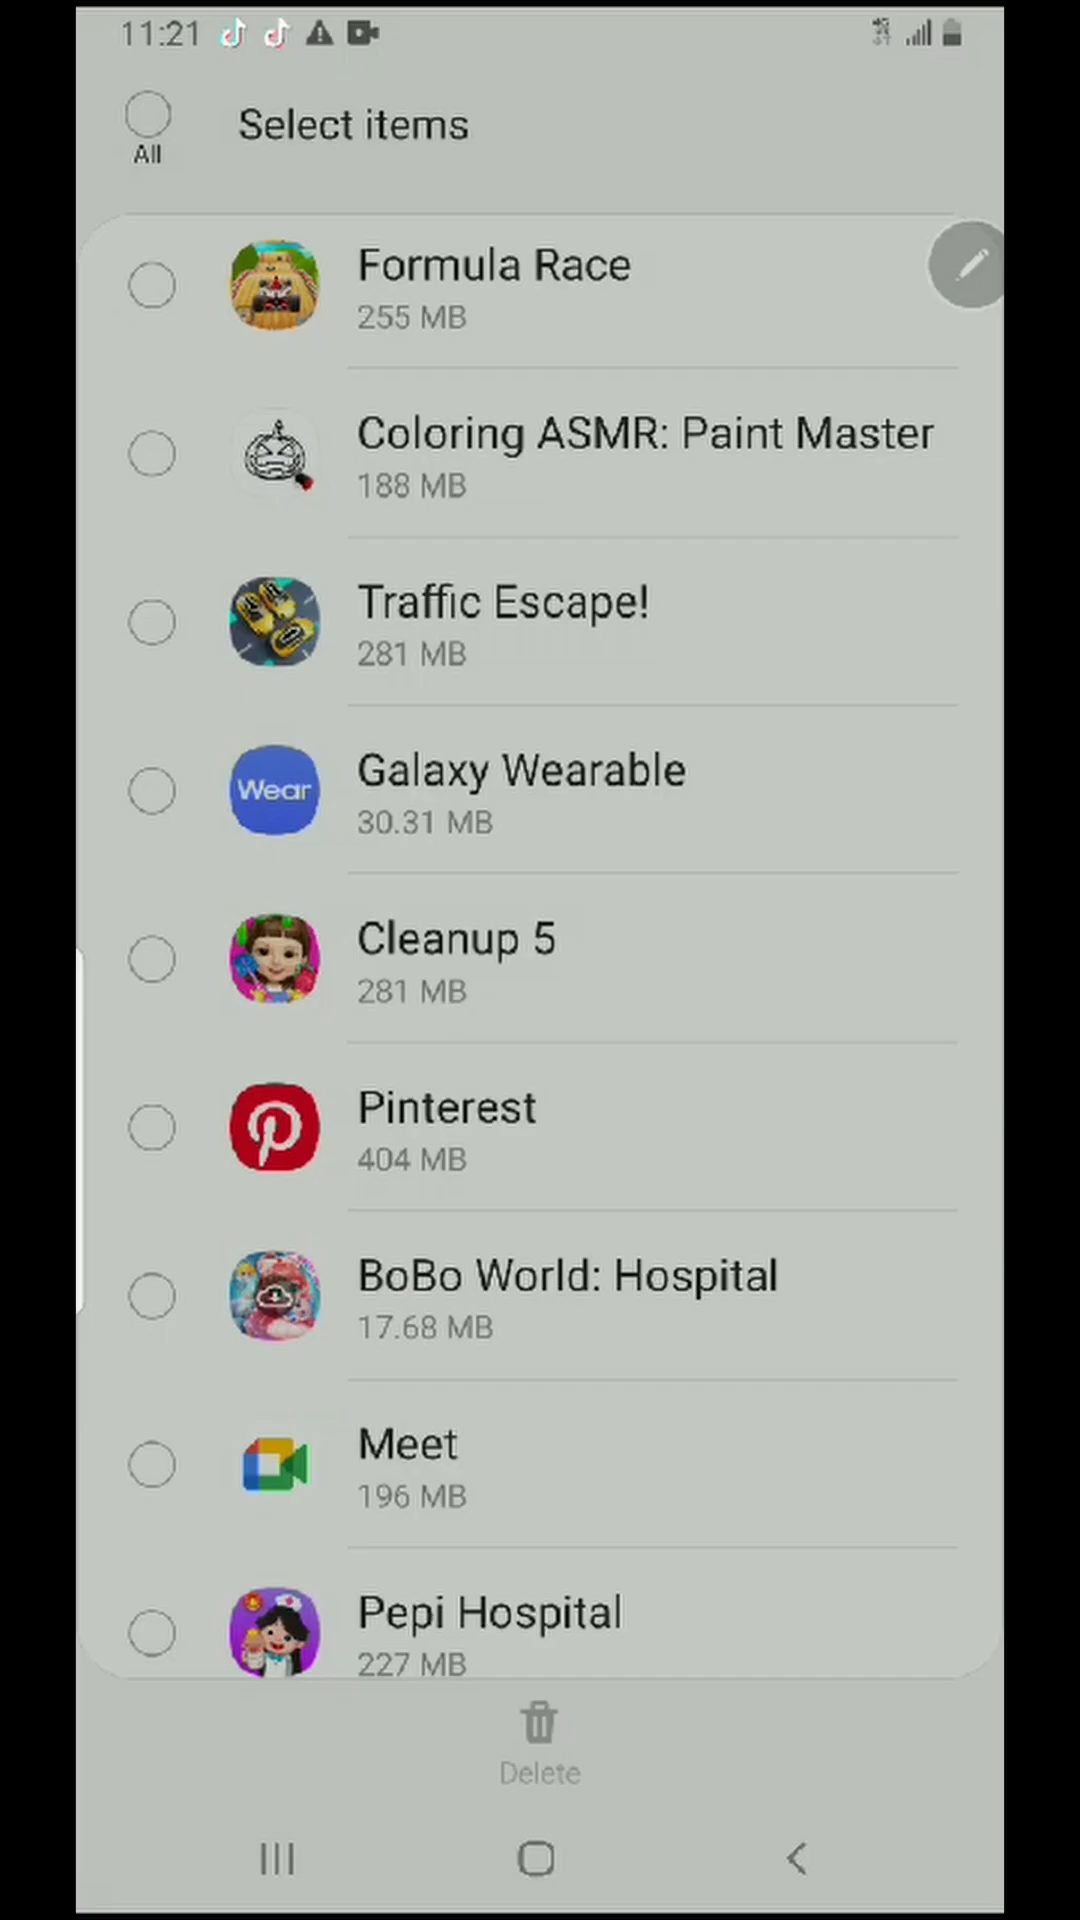 11:21
All
Select items
Formula Race
255 MB
Coloring ASMR: Paint Master
188 MB
Traffic Escape!
281 MB
Wear
Galaxy Wearable
30.31 MB
Cleanup 5
281 MB
Pinterest
404 MB
BoBo World: Hospital
17.68 MB
Meet
196 MB
Pepi Hospital
227 MB
Delete